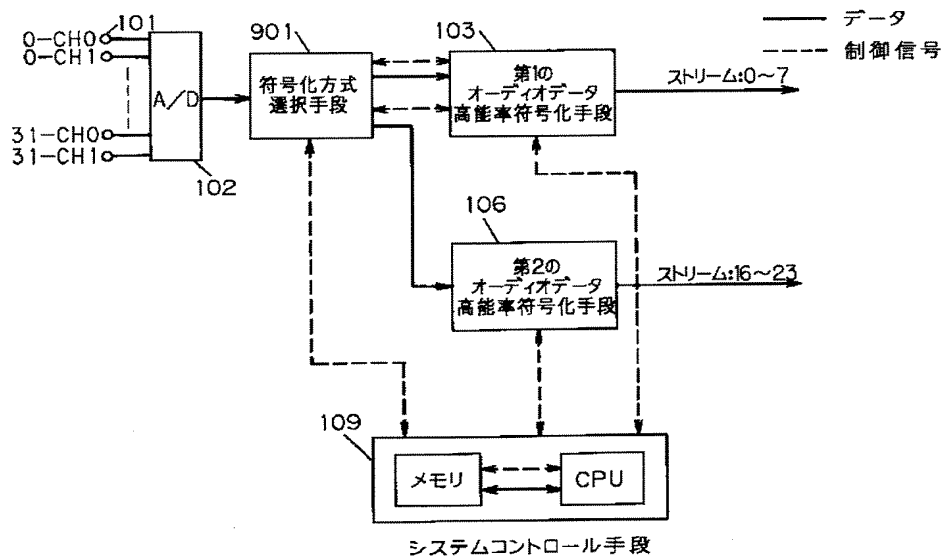 データ
制御信号
101
0-CH0
0-CH1
31-CH0
31-CH1
A/D
102
901
符号化方式
選択手段
103
第1の
オーディオデータ
高能率符号化手段
ストリーム:0〜7
106
第2の
オーディオデータ
高能率符号化手段
ストリーム:16〜23
109
メモリ
CPU
システムコントロール手段